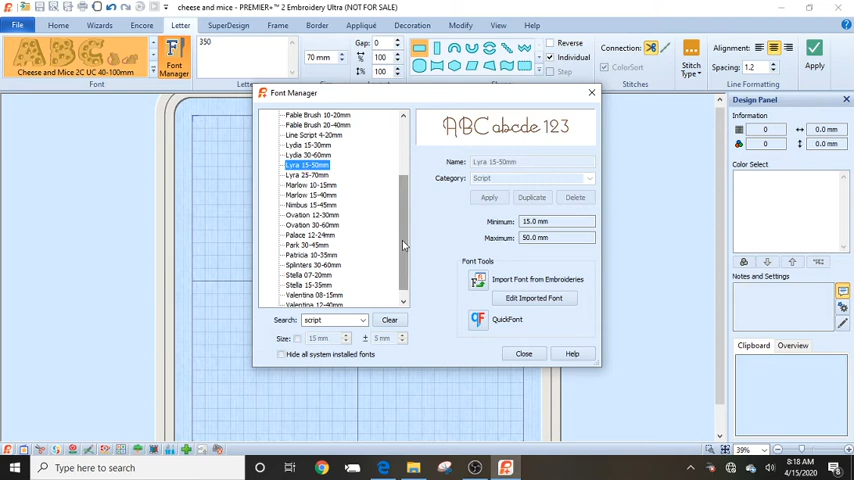 cheese and mice - PREMIER+™ 2 Embroidery Ultra (NOT FOR SALE)
File Home Wizards Encore Letter SuperDesign Frame Border Appliqué Decoration Modify View Help
ABC
Cheese and Mice 2C UC 40-100mm
Font Manager
350
70 mm
Gap: 0
100
100
Reverse
Individual
Step
Connection:
ColorSort
Stitch Type
Alignment:
Spacing: 1.2
Apply
Font
Letter
Stitches
Line Formatting
Font Manager
Fable Brush 10-20mm
Fable Brush 20-40mm
Line Script 4-20mm
Lydia 15-30mm
Lydia 30-60mm
Lyra 15-50mm
Lyra 25-70mm
Marlow 10-15mm
Marlow 15-40mm
Nimbus 15-45mm
Ovation 12-30mm
Ovation 30-60mm
Palace 12-24mm
Park 30-45mm
Patricia 10-35mm
Splinters 30-60mm
Stella 07-20mm
Stella 15-35mm
Valentina 08-15mm
Valentina 12-40mm
Search: script Clear
Size: 15 mm ± 5 mm
Hide all system installed fonts
ABC abcde 123
Name: Lyra 15-50mm
Category: Script
Apply Duplicate Delete
Minimum: 15.0 mm
Maximum: 50.0 mm
Font Tools
Import Font from Embroideries
Edit Imported Font
QuickFont
Close Help
Design Panel
Information
0 0.0 mm
0 0.0 mm
Color Select
Notes and Settings
Clipboard Overview
39%
Type here to search
8:18 AM
4/15/2020